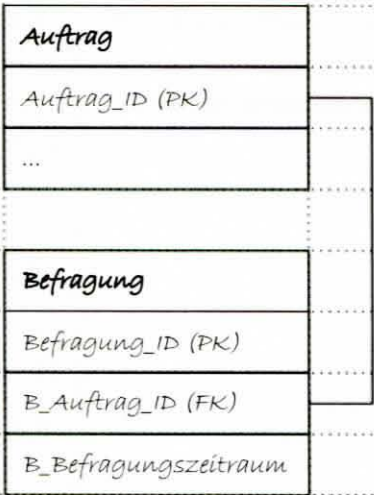 Auftrag
Auftrag_ID (PK)
...
Befragung
Befragung_ID (PK)
B_Auftrag_ID (FK)
B_Befragungszeitraum